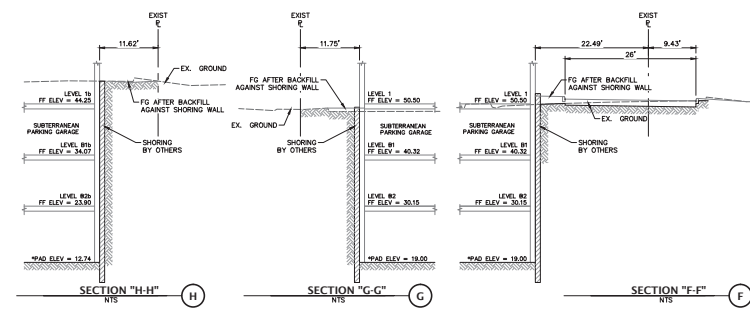 EXIST
PL
11.62'
EX. GROUND
LEVEL 1b
FF ELEV = 44.25
FG AFTER BACKFILL
AGAINST SHORING WALL
SUBTERRANEAN
PARKING GARAGE
SHORING
BY OTHERS
LEVEL B1b
FF ELEV = 34.07
LEVEL B2b
FF ELEV = 23.90
*PAD ELEV = 12.74
SECTION "H-H"
NTS
H
EXIST
PL
11.75'
FG AFTER BACKFILL
AGAINST SHORING WALL
LEVEL 1
FF ELEV = 50.50
EX. GROUND
SUBTERRANEAN
PARKING GARAGE
SHORING
BY OTHERS
LEVEL B1
FF ELEV = 40.32
LEVEL B2
FF ELEV = 30.15
*PAD ELEV = 19.00
SECTION "G-G"
NTS
G
EXIST
PL
22.49'
9.43'
26'
FG AFTER BACKFILL
AGAINST SHORING WALL
LEVEL 1
FF ELEV = 50.50
EX. GROUND
SUBTERRANEAN
PARKING GARAGE
SHORING
BY OTHERS
LEVEL B1
FF ELEV = 40.32
LEVEL B2
FF ELEV = 30.15
*PAD ELEV = 19.00
SECTION "F-F"
NTS
F